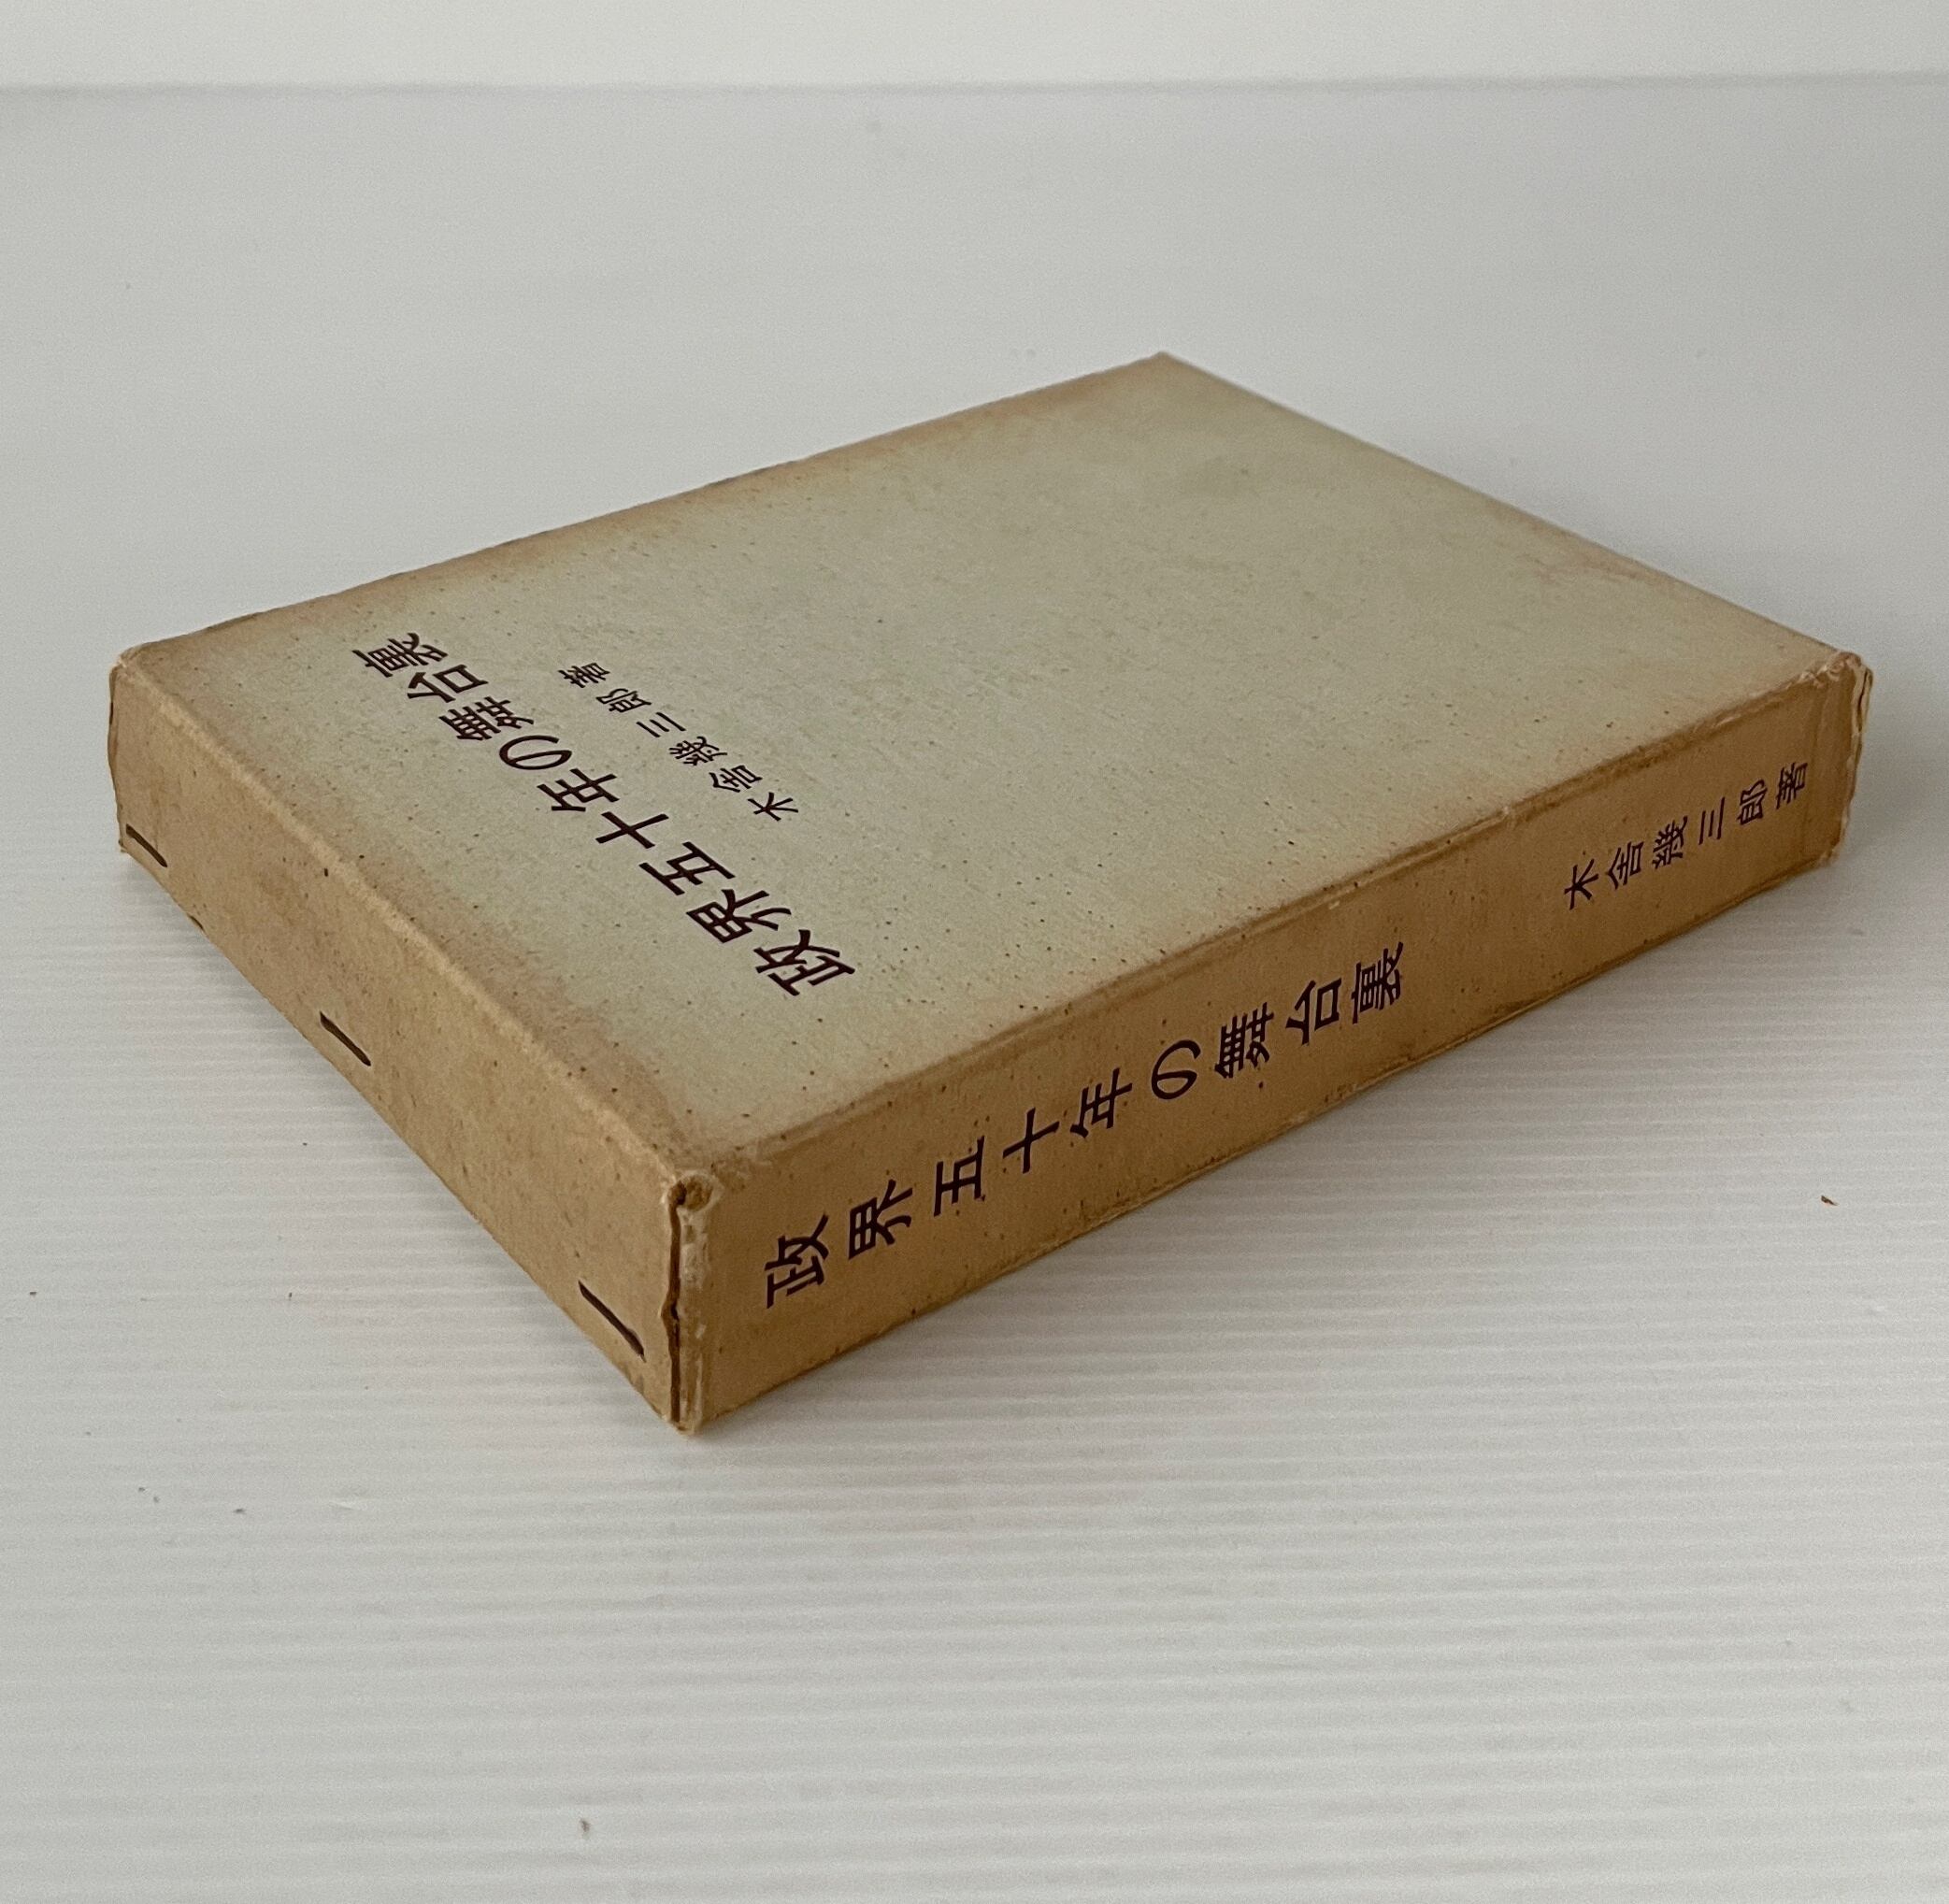 政界五十年の舞台裏
木舎幾三郎 著
政界五十年の舞台裏
木舎幾三郎著